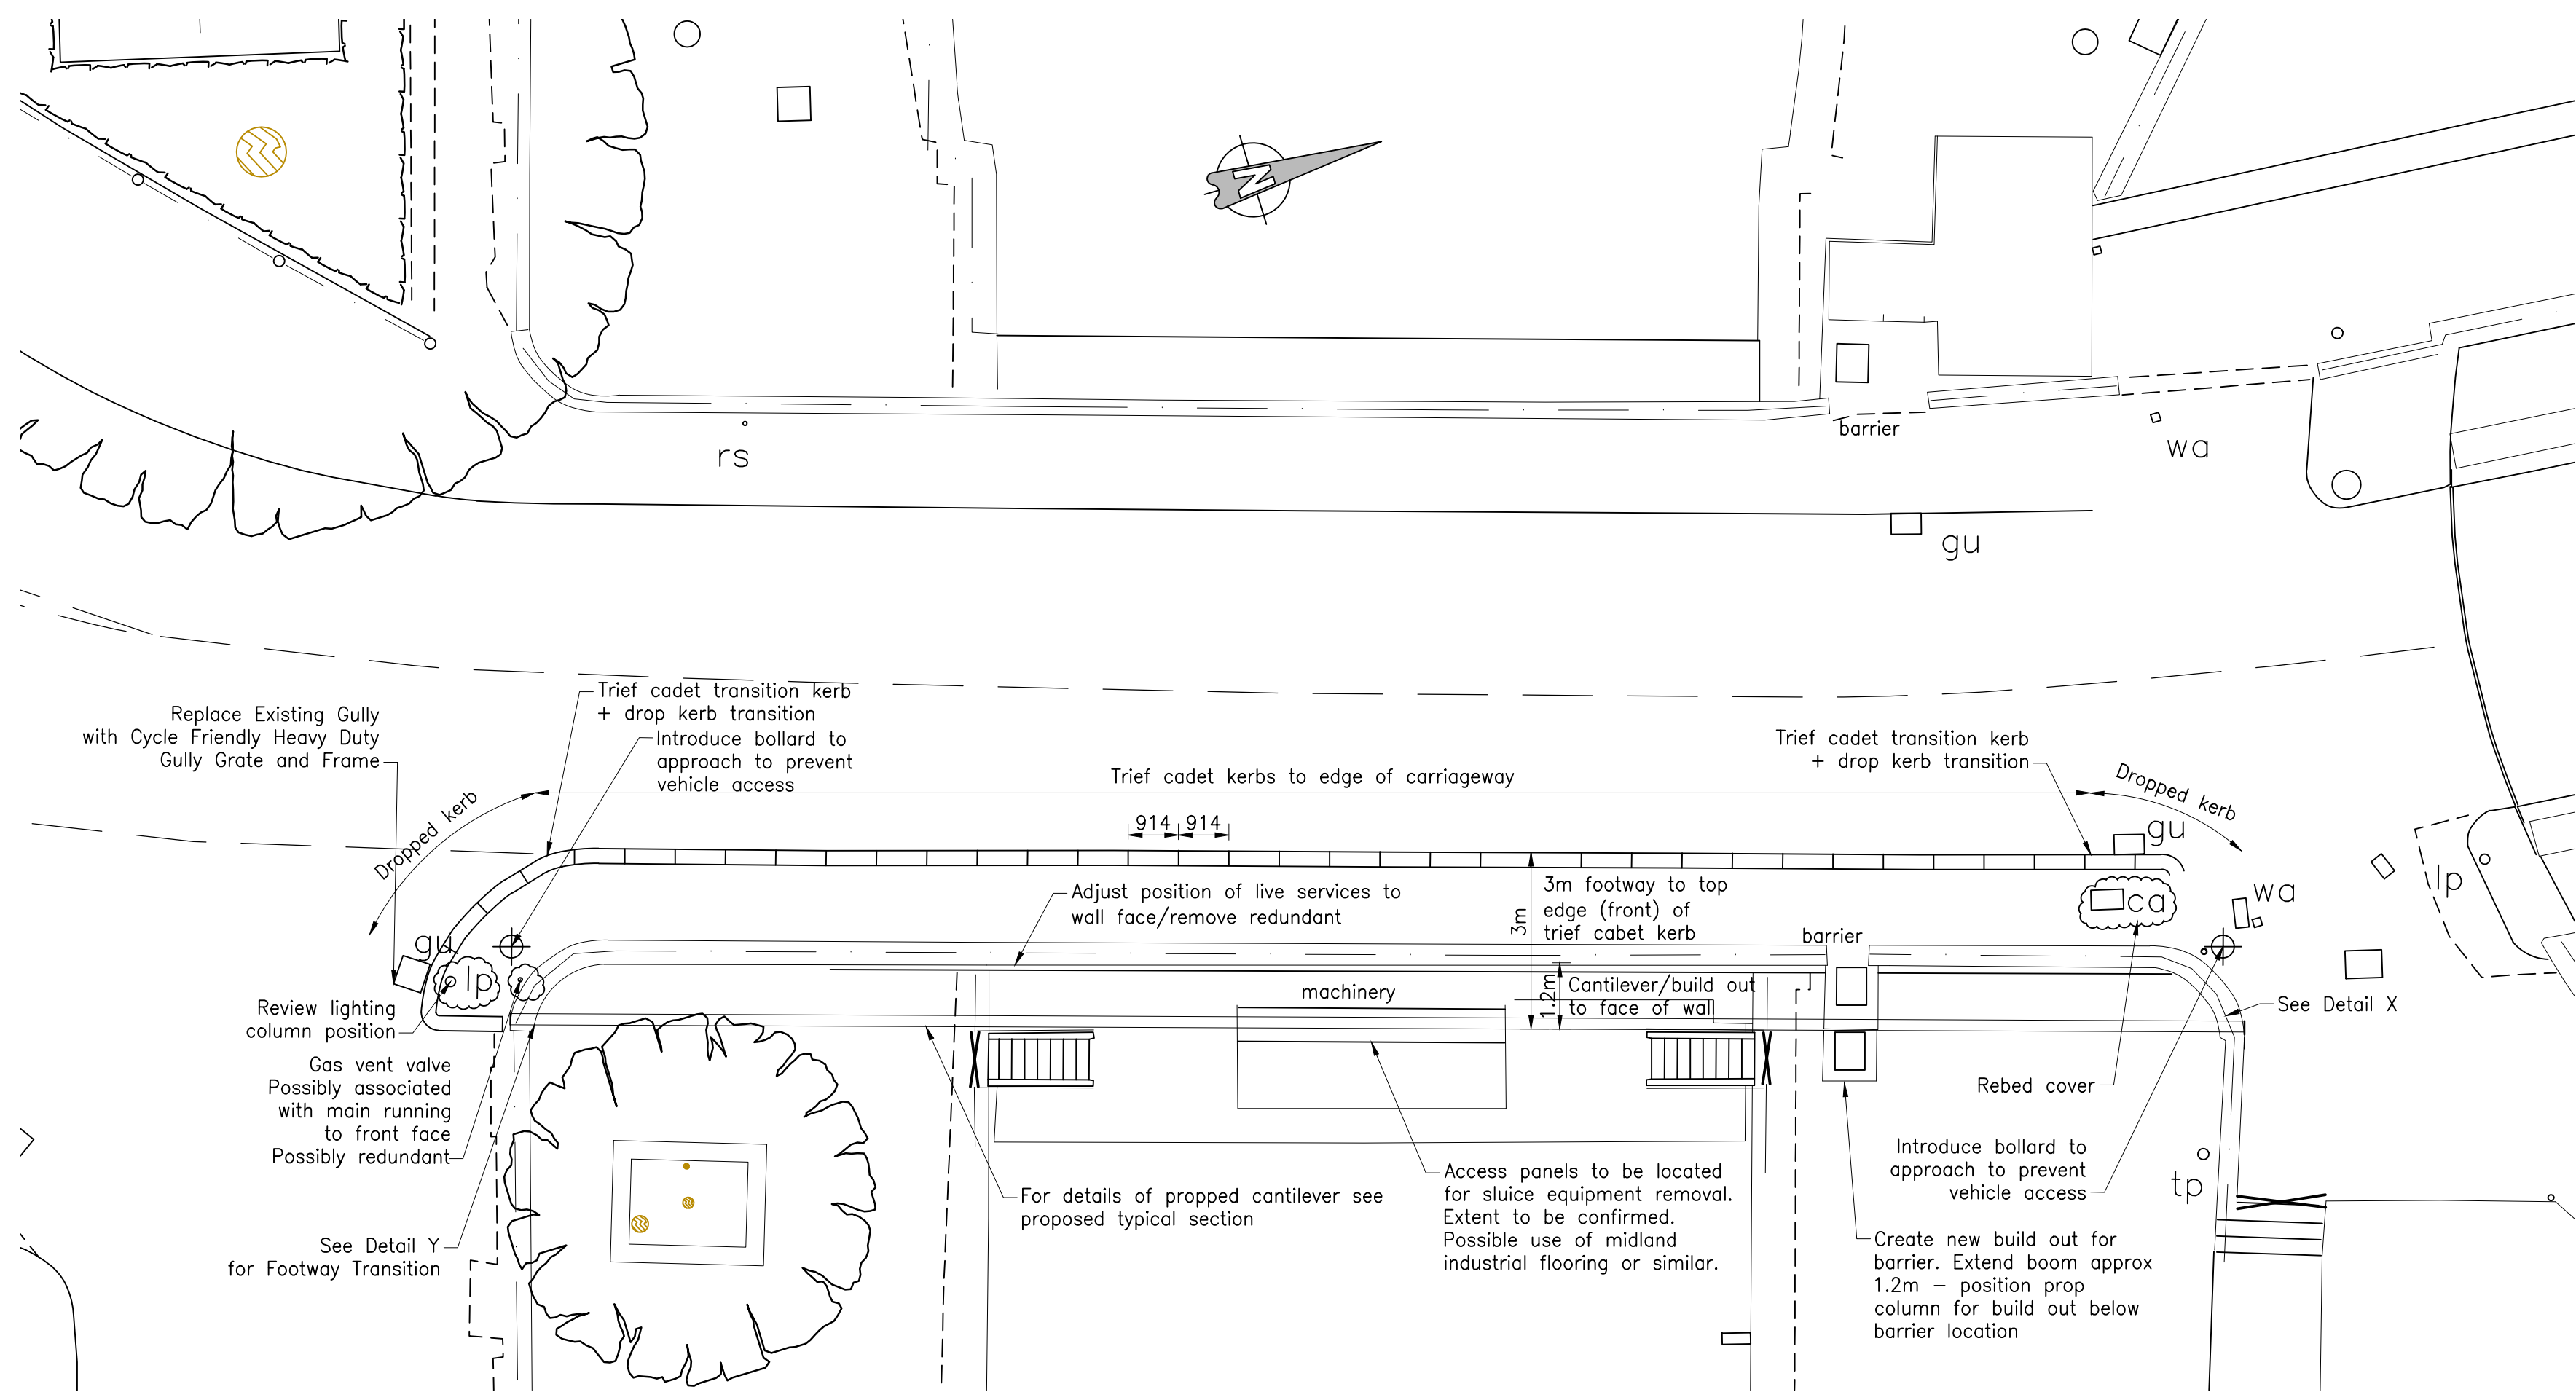 N
rs
barrier
wa
gu
Trief cadet transition kerb
+ drop kerb transition
Replace Existing Gully
with Cycle Friendly Heavy Duty
Gully Grate and Frame
Introduce bollard to
approach to prevent
vehicle access
Trief cadet kerbs to edge of carriageway
Trief cadet transition kerb
+ drop kerb transition
Dropped kerb
Dropped kerb
914
914
gu
lp
Adjust position of live services to
wall face/remove redundant
3m
3m footway to top
edge (front) of
trief cabet kerb
ca
wa
gu
lp
barrier
machinery
1.2m
Cantilever/build out
to face of wall
See Detail X
Review lighting
column position
Gas vent valve
Possibly associated
with main running
to front face
Possibly redundant
Rebed cover
Introduce bollard to
approach to prevent
vehicle access
tp
For details of propped cantilever see
proposed typical section
Access panels to be located
for sluice equipment removal.
Extent to be confirmed.
Possible use of midland
industrial flooring or similar.
See Detail Y
for Footway Transition
Create new build out for
barrier. Extend boom approx
1.2m – position prop
column for build out below
barrier location